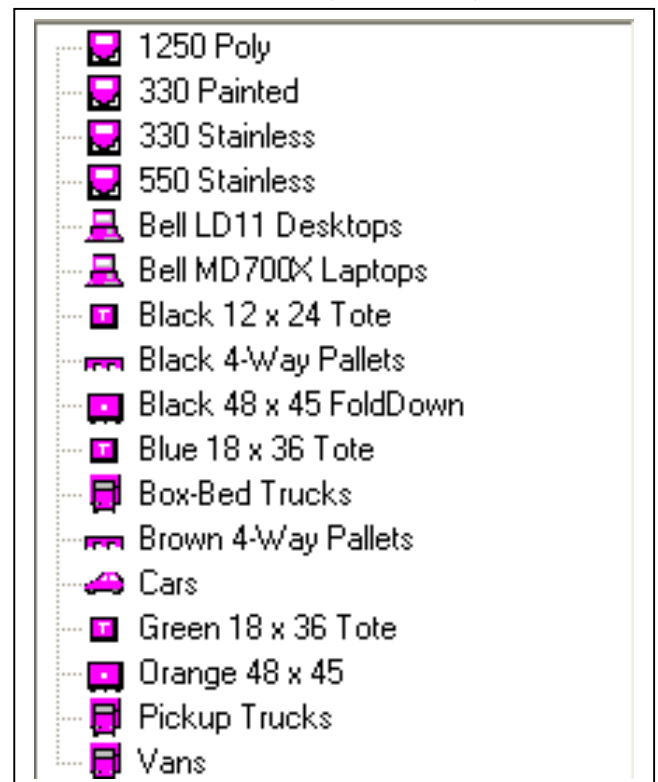 1250 Poly
330 Painted
330 Stainless
550 Stainless
Bell LD11 Desktops
Bell MD700X Laptops
T Black 12 x 24 Tote
Black 4-Way Pallets
Black 48 x 45 FoldDown
T Blue 18 x 36 Tote
Box-Bed Trucks
Brown 4-Way Pallets
Cars
T Green 18 x 36 Tote
Orange 48 x 45
Pickup Trucks
Vans